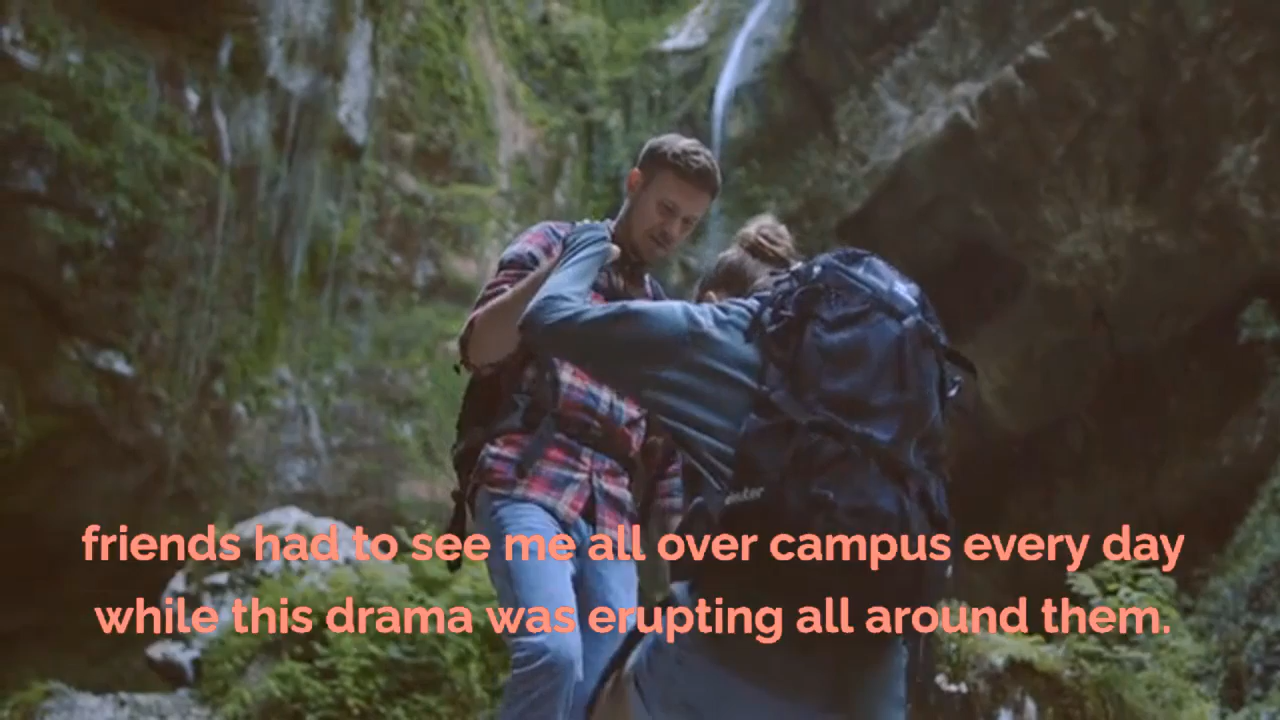 friends had to see me all over campus every day
while this drama was erupting all around them.